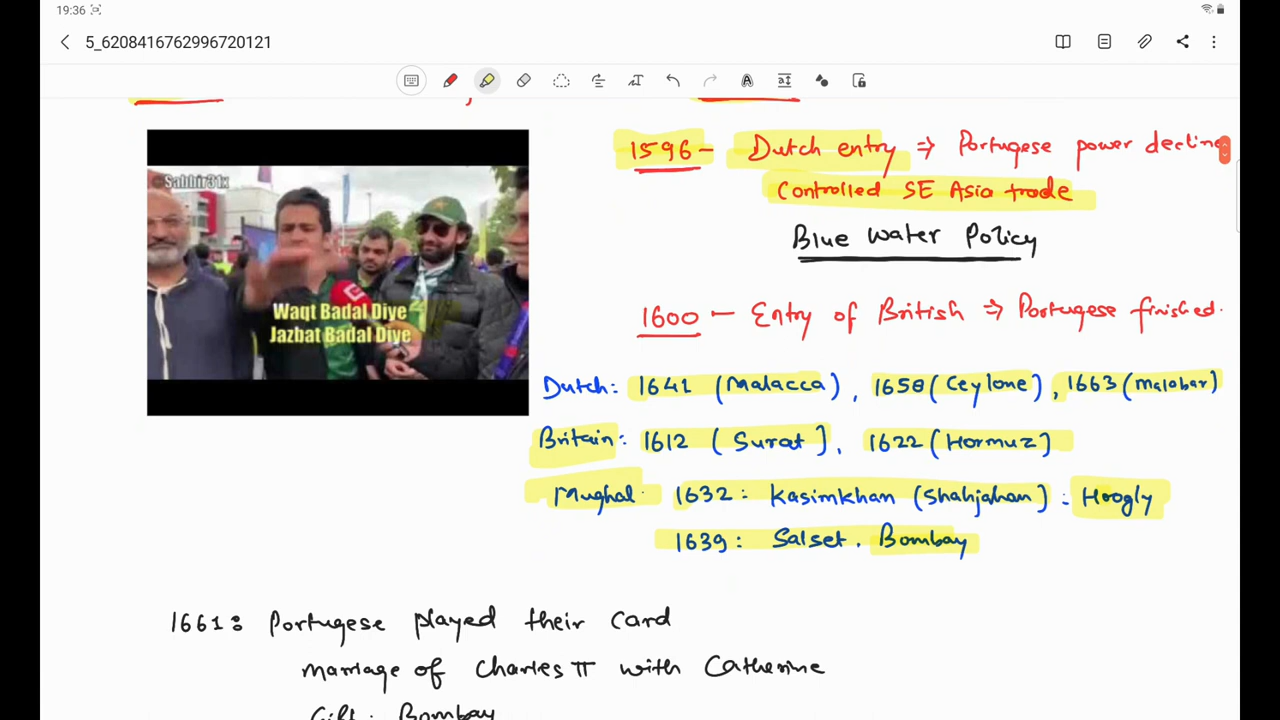 19:36
5_6208416762996720121
1596 - Dutch entry ⇒ Portugese power decline
Controlled SE Asia trade
Blue Water Policy
@Sabbir31x
Waqt Badal Diye
Jazbat Badal Diye
1600 - Entry of British ⇒ Portugese finished.
Dutch: 1641 (Malacca), 1658 (Ceylone), 1663 (Malobar)
Britain: 1612 (Surat), 1622 (Hormuz)
Mughal 1632: Kasimkhan (Shahjahan): Hoogly
1639: Salset. Bombay
1661: Portugese played their card
marriage of Charles II with Catherine
Gift: Bombay